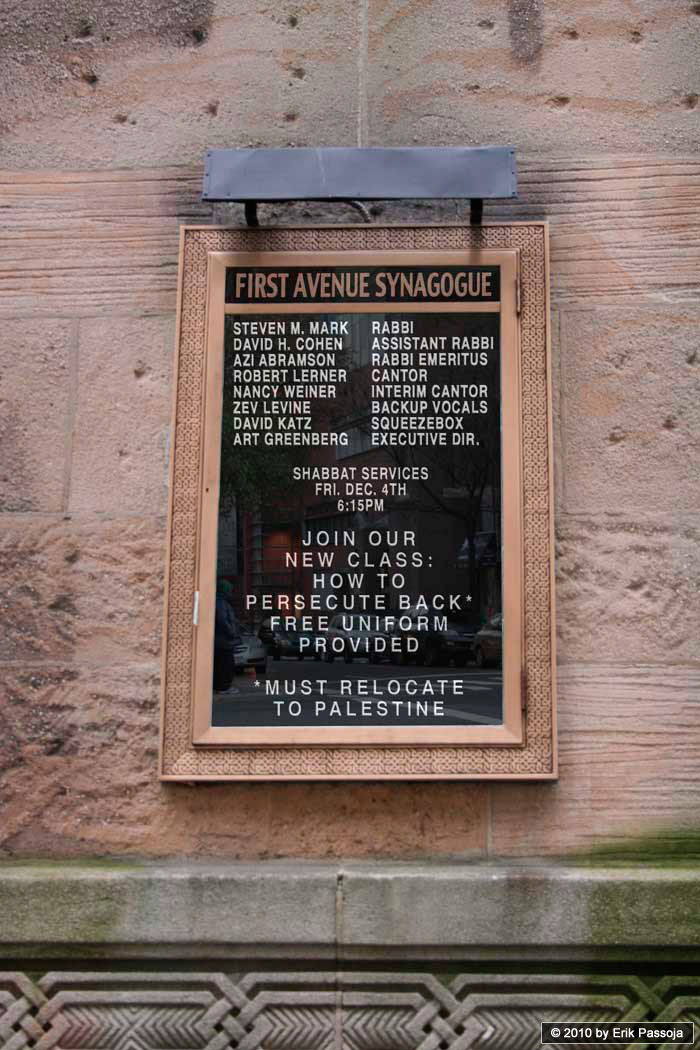 FIRST AVENUE SYNAGOGUE
STEVEN M. MARK RABBI
DAVID H. COHEN ASSISTANT RABBI
AZI ABRAMSON RABBI EMERITUS
ROBERT LERNER CANTOR
NANCY WEINER INTERIM CANTOR
ZEV LEVINE BACKUP VOCALS
DAVID KATZ SQUEEZEBOX
ART GREENBERG EXECUTIVE DIR.
SHABBAT SERVICES
FRI. DEC. 4TH
6:15PM
JOIN OUR
NEW CLASS:
HOW TO
PERSECUTE BACK*
FREE UNIFORM
PROVIDED
*MUST RELOCATE
TO PALESTINE
© 2010 by Erik Passoja